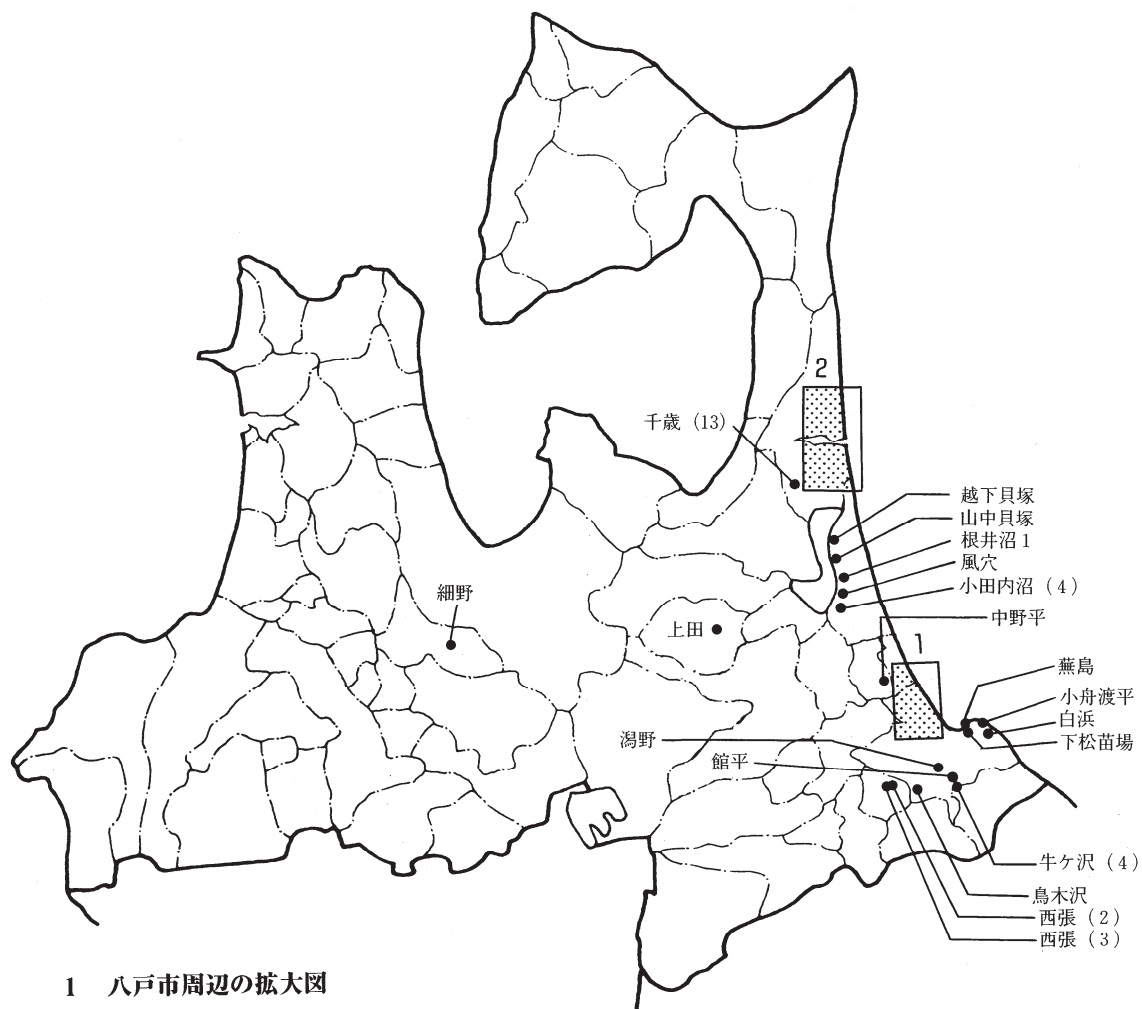 2
千歳 (13)
越下貝塚
山中貝塚
根井沼1
風穴
小田内沼 (4)
中野平
細野
上田
1
蕪島
小舟渡平
白浜
下松苗場
潟野
館平
牛ケ沢 (4)
鳥木沢
西張 (2)
西張 (3)
1 八戸市周辺の拡大図